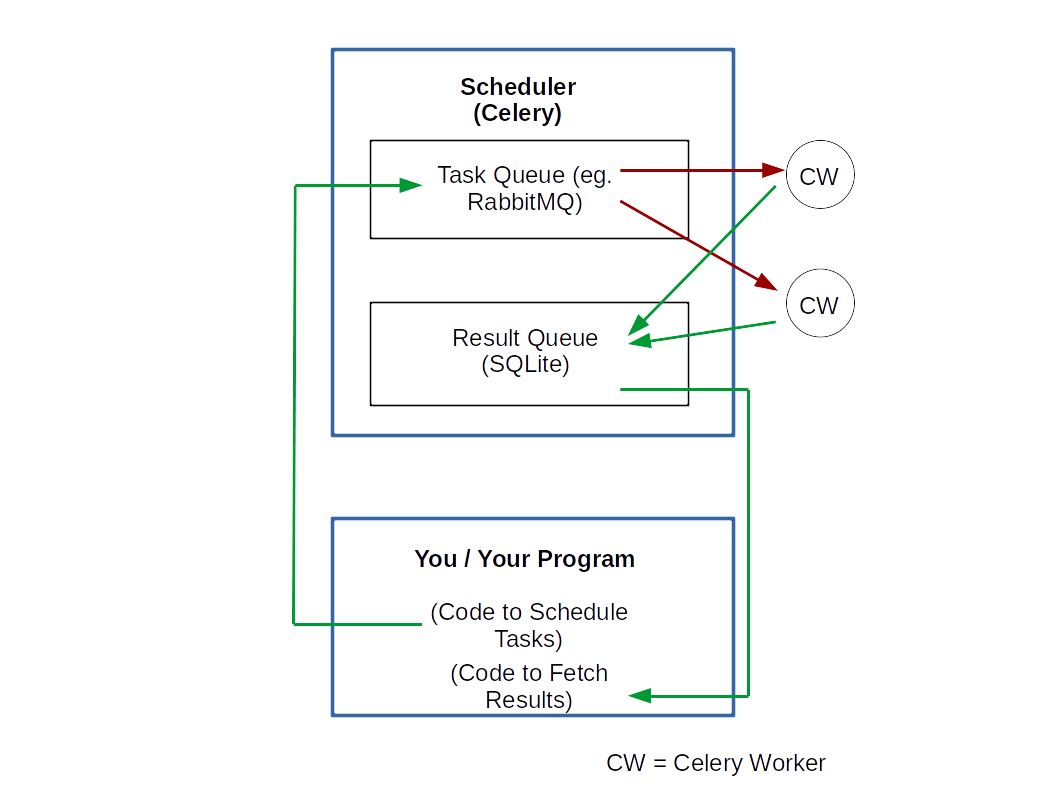 Scheduler
(Celery)
Task Queue (eg.
RabbitMQ)
CW
CW
Result Queue
(SQLite)
You / Your Program
(Code to Schedule
Tasks)
(Code to Fetch
Results)
CW = Celery Worker